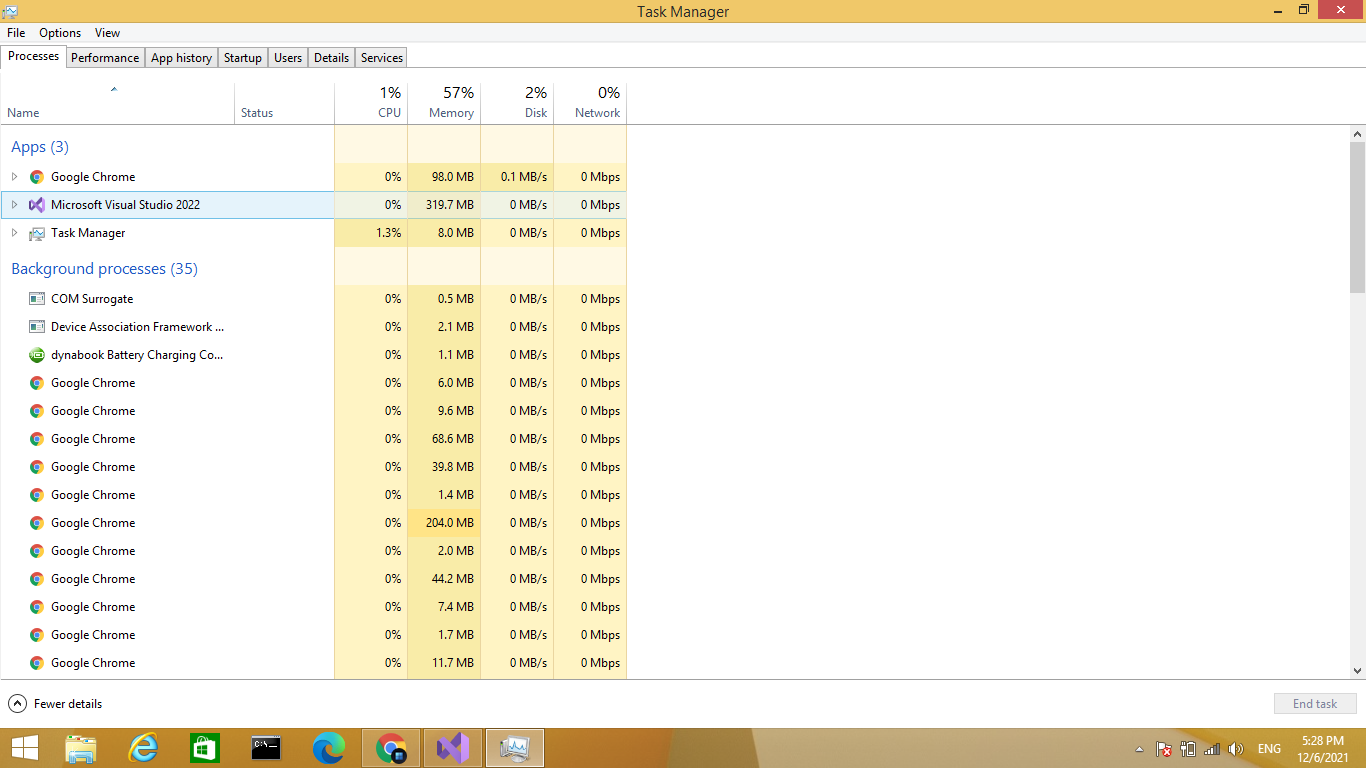 Task Manager
File Options View
Processes Performance App history Startup Users Details Services
1% 57% 2% 0%
Name Status CPU Memory Disk Network
Apps (3)
Google Chrome 0% 98.0 MB 0.1 MB/s 0 Mbps
Microsoft Visual Studio 2022 0% 319.7 MB 0 MB/s 0 Mbps
Task Manager 1.3% 8.0 MB 0 MB/s 0 Mbps
Background processes (35)
COM Surrogate 0% 0.5 MB 0 MB/s 0 Mbps
Device Association Framework ... 0% 2.1 MB 0 MB/s 0 Mbps
dynabook Battery Charging Co... 0% 1.1 MB 0 MB/s 0 Mbps
Google Chrome 0% 6.0 MB 0 MB/s 0 Mbps
Google Chrome 0% 9.6 MB 0 MB/s 0 Mbps
Google Chrome 0% 68.6 MB 0 MB/s 0 Mbps
Google Chrome 0% 39.8 MB 0 MB/s 0 Mbps
Google Chrome 0% 1.4 MB 0 MB/s 0 Mbps
Google Chrome 0% 204.0 MB 0 MB/s 0 Mbps
Google Chrome 0% 2.0 MB 0 MB/s 0 Mbps
Google Chrome 0% 44.2 MB 0 MB/s 0 Mbps
Google Chrome 0% 7.4 MB 0 MB/s 0 Mbps
Google Chrome 0% 1.7 MB 0 MB/s 0 Mbps
Google Chrome 0% 11.7 MB 0 MB/s 0 Mbps
Fewer details End task
C:\_
ENG 5:28 PM
12/6/2021